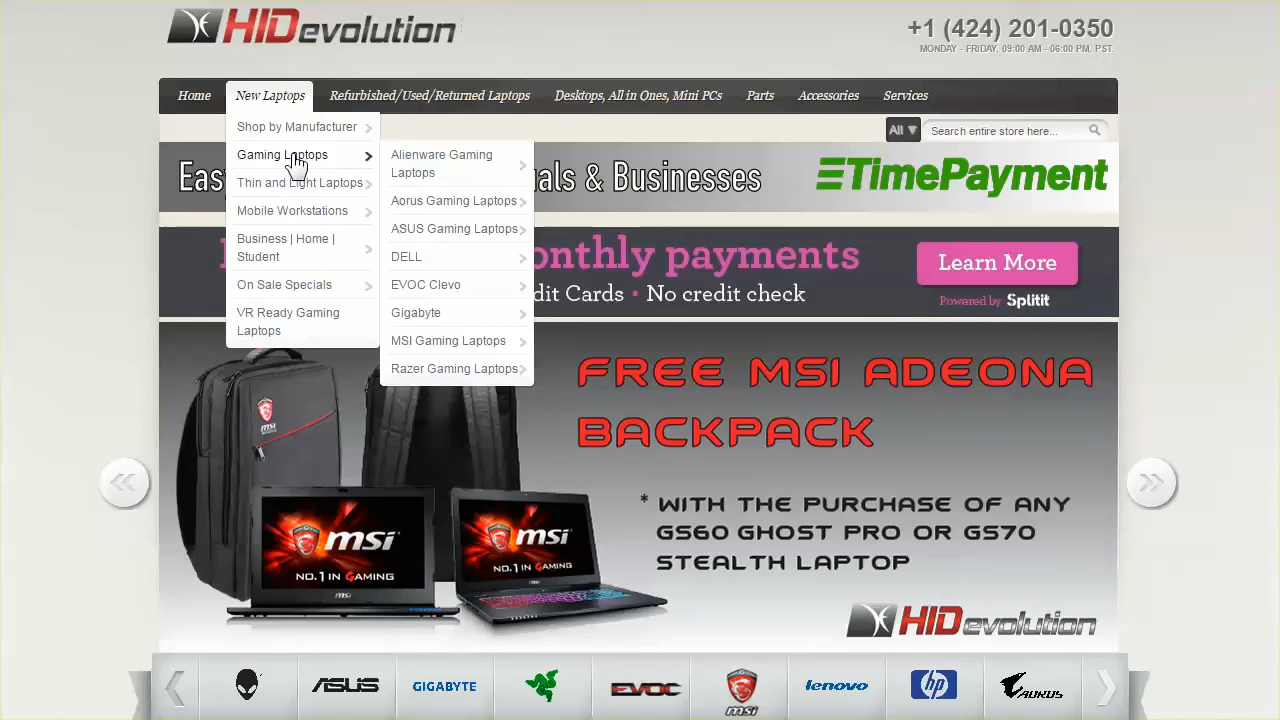 HIDevolution
+1 (424) 201-0350
MONDAY - FRIDAY, 09:00 AM - 06:00 PM, PST.
Home New Laptops Refurbished/Used/Returned Laptops Desktops, All in Ones, Mini PCs Parts Accessories Services
All ▼ Search entire store here...
Shop by Manufacturer
Gaming Laptops
Thin and Light Laptops
Mobile Workstations
Business | Home |
Student
On Sale Specials
VR Ready Gaming
Laptops
Alienware Gaming
Laptops
Aorus Gaming Laptops
ASUS Gaming Laptops
DELL
EVOC Clevo
Gigabyte
MSI Gaming Laptops
Razer Gaming Laptops
& Businesses
TimePayment
payments
No credit check
Learn More
Powered by Splitit
FREE MSI ADEONA
BACKPACK
* WITH THE PURCHASE OF ANY
GS60 GHOST PRO OR GS70
STEALTH LAPTOP
msi
msi
NO.1 IN GAMING
msi
msi
NO.1 IN GAMING
HIDevolution
ASUS GIGABYTE EVOC msi lenovo hp AORUS